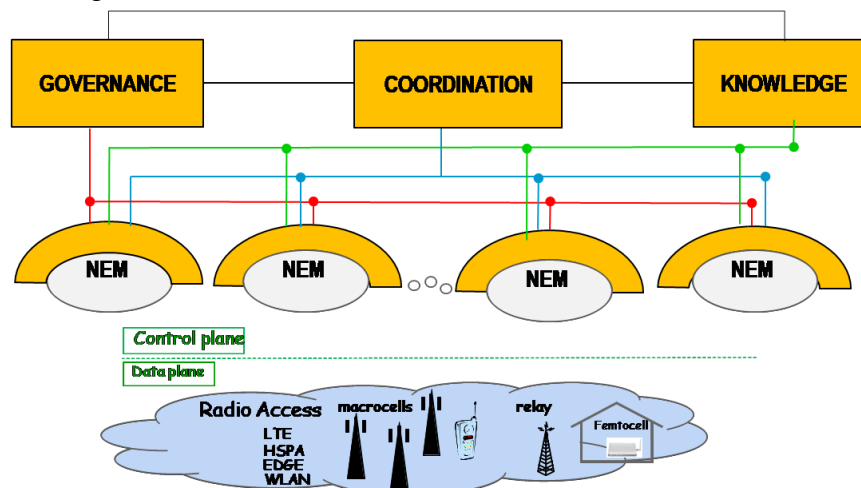 GOVERNANCE
COORDINATION
KNOWLEDGE
NEM
NEM
NEM
NEM
Control plane
Data plane
Radio Access
macrocells
relay
Femtocell
LTE
HSPA
EDGE
WLAN